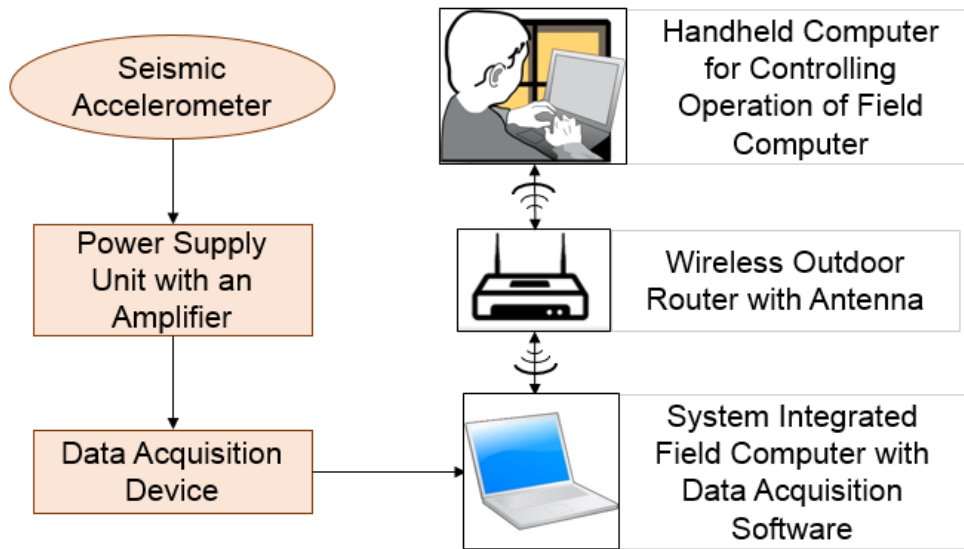 Seismic
Accelerometer
Power Supply
Unit with an
Amplifier
Data Acquisition
Device
Handheld Computer
for Controlling
Operation of Field
Computer
Wireless Outdoor
Router with Antenna
System Integrated
Field Computer with
Data Acquisition
Software